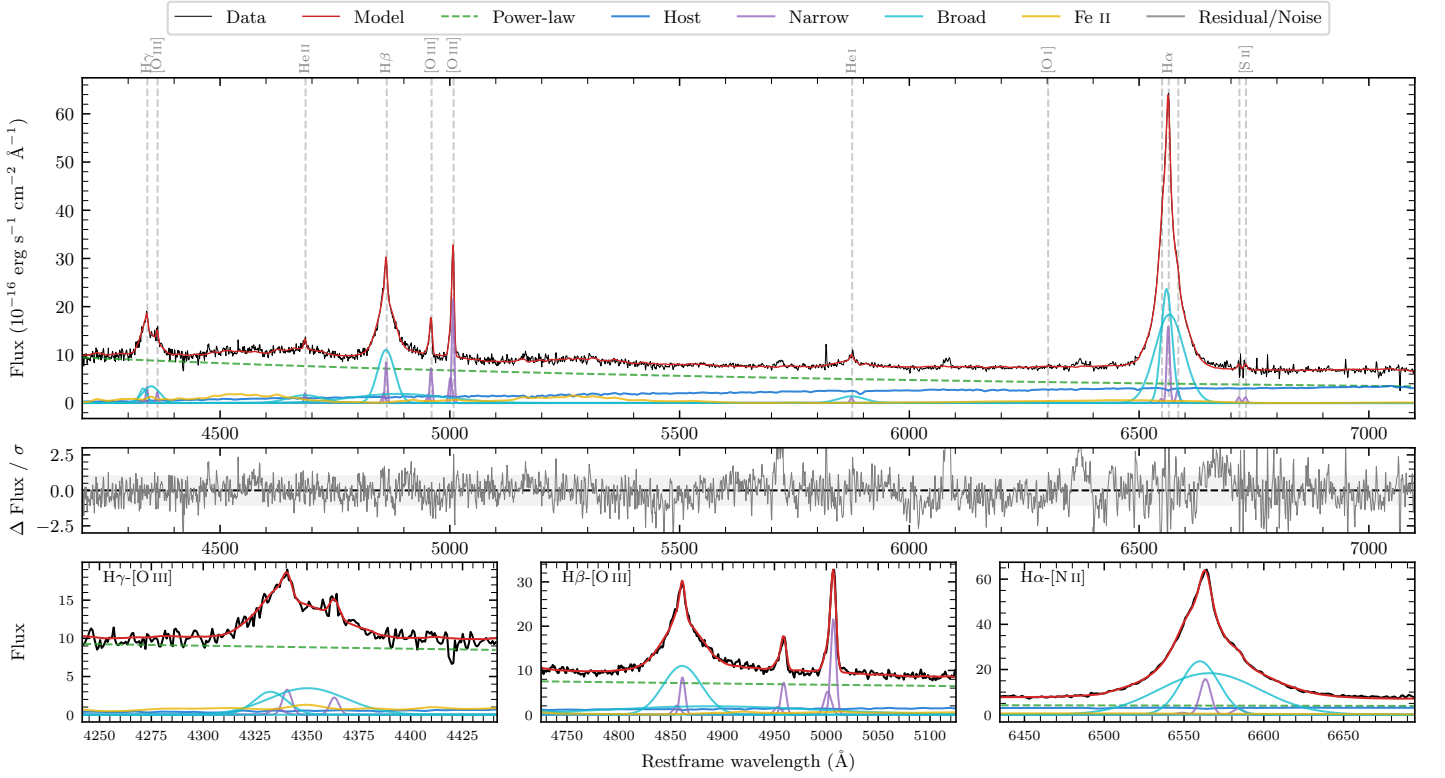 Data Model Power-law Host Narrow Broad Fe II Residual/Noise
Hγ [O III] He II Hβ [O III] [O III] He I [O I] Hα [S II]
Flux (10⁻¹⁶ erg s⁻¹ cm⁻² Å⁻¹)
60
50
40
30
20
10
0
4500 5000 5500 6000 6500 7000
Δ Flux / σ
2.5
0.0
−2.5
4500 5000 5500 6000 6500 7000
Flux
Hγ-[O III]
15
10
5
0
4250 4275 4300 4325 4350 4375 4400 4425
Hβ-[O III]
30
20
10
0
4750 4800 4850 4900 4950 5000 5050 5100
Hα-[N II]
60
40
20
0
6450 6500 6550 6600 6650
Restframe wavelength (Å)